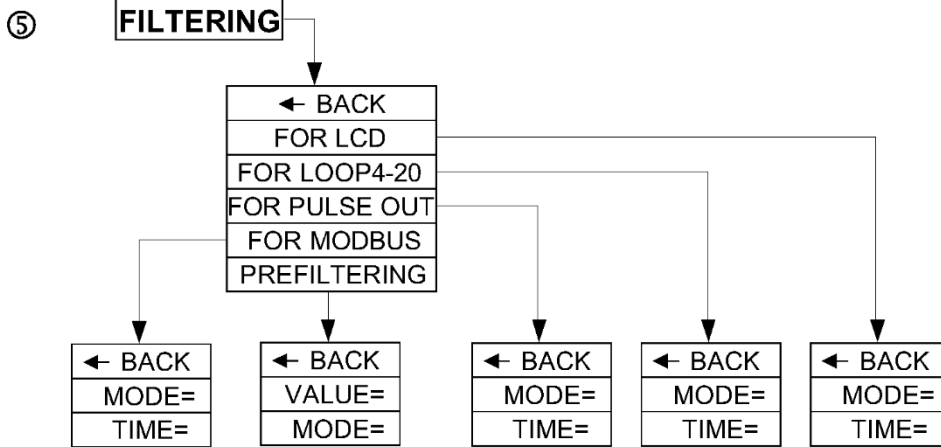 ⑤ FILTERING
← BACK
FOR LCD
FOR LOOP4-20
FOR PULSE OUT
FOR MODBUS
PREFILTERING
← BACK
MODE=
TIME=
← BACK
VALUE=
MODE=
← BACK
MODE=
TIME=
← BACK
MODE=
TIME=
← BACK
MODE=
TIME=